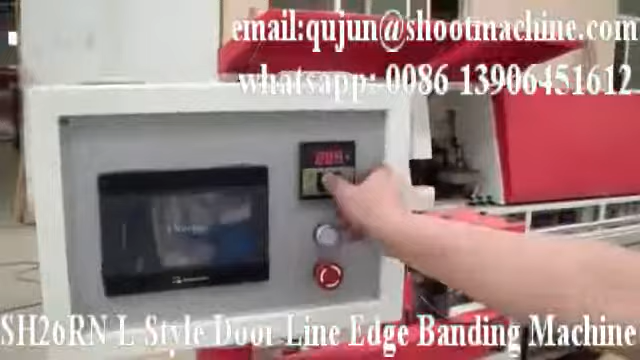 email:qujun@shootmachine.com
whatsapp: 0086 13906451612
SH26RN L Style Door Line Edge Banding Machine